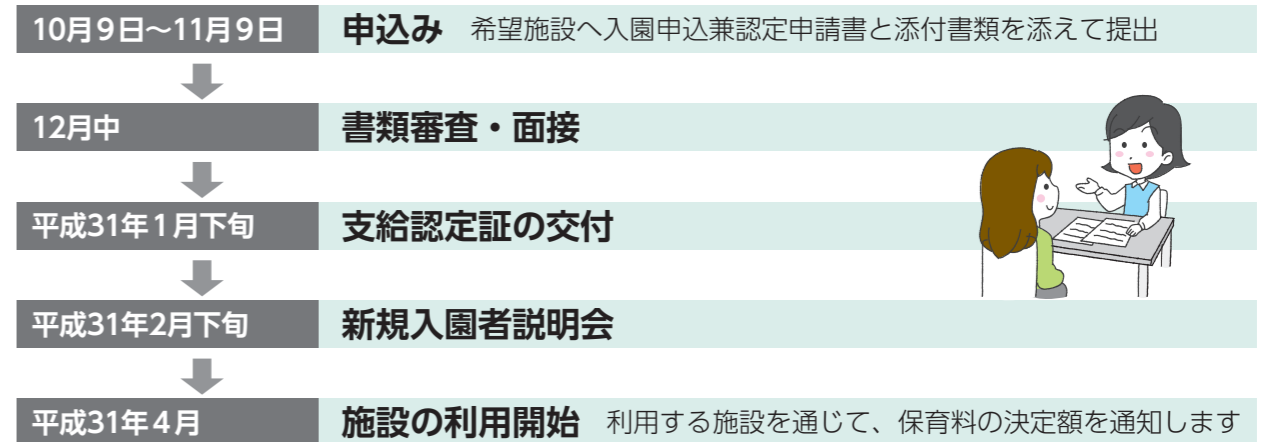 10月9日～11月9日 申込み 希望施設へ入園申込兼認定申請書と添付書類を添えて提出
12月中 書類審査・面接
平成31年1月下旬 支給認定証の交付
平成31年2月下旬 新規入園者説明会
平成31年4月 施設の利用開始 利用する施設を通じて、保育料の決定額を通知します